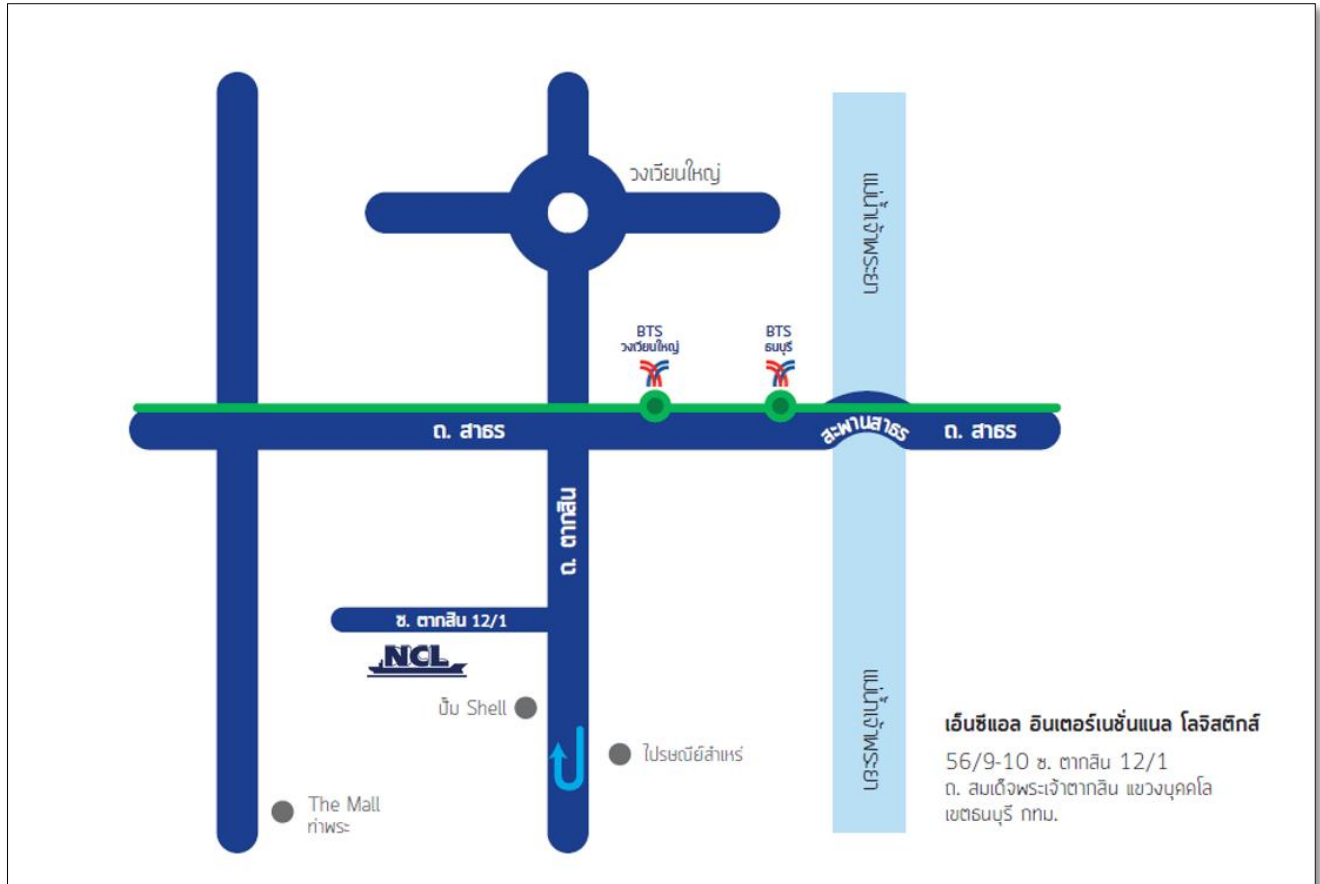 วงเวียนใหญ่
แม่น้ำเจ้าพระยา
BTS
วงเวียนใหญ่
BTS
ธนบุรี
ถ. สาธร
สะพานสาธร
ถ. สาธร
ถ. ตากสิน
ซ. ตากสิน 12/1
NCL
ปั๊ม Shell
ไปรษณีย์สำเหร่
The Mall
ท่าพระ
แม่น้ำเจ้าพระยา
เอ็นซีแอล อินเตอร์เนชั่นแนล โลจิสติกส์
56/9-10 ซ. ตากสิน 12/1
ถ. สมเด็จพระเจ้าตากสิน แขวงบุคคโล
เขตธนบุรี กทม.